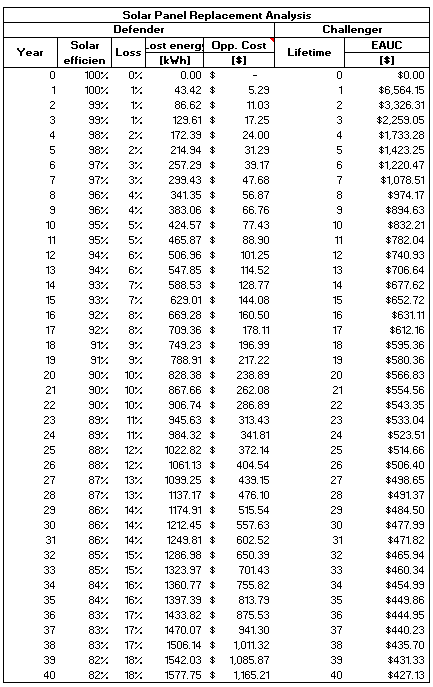 Solar Panel Replacement Analysis
Defender Challenger
Year Solar efficien Loss ost energy [kWh] Opp. Cost [$] Lifetime EAUC [$]
0 100% 0% 0.00 $ - 0 $0.00
1 100% 1% 43.42 $ 5.29 1 $6,564.15
2 99% 1% 86.62 $ 11.03 2 $3,326.31
3 99% 1% 129.61 $ 17.25 3 $2,259.05
4 98% 2% 172.39 $ 24.00 4 $1,733.28
5 98% 2% 214.94 $ 31.29 5 $1,423.25
6 97% 3% 257.29 $ 39.17 6 $1,220.47
7 97% 3% 299.43 $ 47.68 7 $1,078.51
8 96% 4% 341.35 $ 56.87 8 $974.17
9 96% 4% 383.06 $ 66.76 9 $894.63
10 95% 5% 424.57 $ 77.43 10 $832.21
11 95% 5% 465.87 $ 88.90 11 $782.04
12 94% 6% 506.96 $ 101.25 12 $740.93
13 94% 6% 547.85 $ 114.52 13 $706.64
14 93% 7% 588.53 $ 128.77 14 $677.62
15 93% 7% 629.01 $ 144.08 15 $652.72
16 92% 8% 669.28 $ 160.50 16 $631.11
17 92% 8% 709.36 $ 178.11 17 $612.16
18 91% 9% 749.23 $ 196.99 18 $595.36
19 91% 9% 788.91 $ 217.22 19 $580.36
20 90% 10% 828.38 $ 238.89 20 $566.83
21 90% 10% 867.66 $ 262.08 21 $554.56
22 90% 10% 906.74 $ 286.89 22 $543.35
23 89% 11% 945.63 $ 313.43 23 $533.04
24 89% 11% 984.32 $ 341.81 24 $523.51
25 88% 12% 1022.82 $ 372.14 25 $514.66
26 88% 12% 1061.13 $ 404.54 26 $506.40
27 87% 13% 1099.25 $ 439.15 27 $498.65
28 87% 13% 1137.17 $ 476.10 28 $491.37
29 86% 14% 1174.91 $ 515.54 29 $484.50
30 86% 14% 1212.45 $ 557.63 30 $477.99
31 86% 14% 1249.81 $ 602.52 31 $471.82
32 85% 15% 1286.98 $ 650.39 32 $465.94
33 85% 15% 1323.97 $ 701.43 33 $460.34
34 84% 16% 1360.77 $ 755.82 34 $454.99
35 84% 16% 1397.39 $ 813.79 35 $449.86
36 83% 17% 1433.82 $ 875.53 36 $444.95
37 83% 17% 1470.07 $ 941.30 37 $440.23
38 83% 17% 1506.14 $ 1,011.32 38 $435.70
39 82% 18% 1542.03 $ 1,085.87 39 $431.33
40 82% 18% 1577.75 $ 1,165.21 40 $427.13